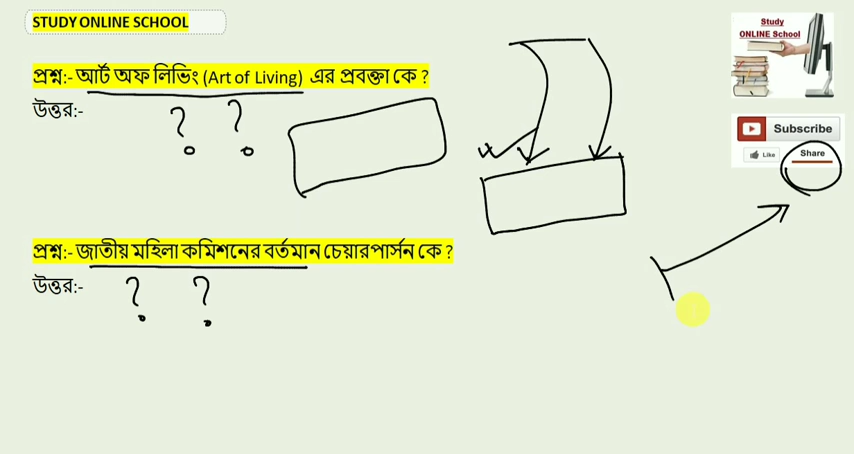 STUDY ONLINE SCHOOL
Study
ONLINE School
প্রশ্ন:- আর্ট অফ লিভিং (Art of Living) এর প্রবক্তা কে ?
উত্তর:-
? ?
Subscribe
Like
Share
প্রশ্ন:- জাতীয় মহিলা কমিশনের বর্তমান চেয়ারপার্সন কে ?
উত্তর:-
? ?